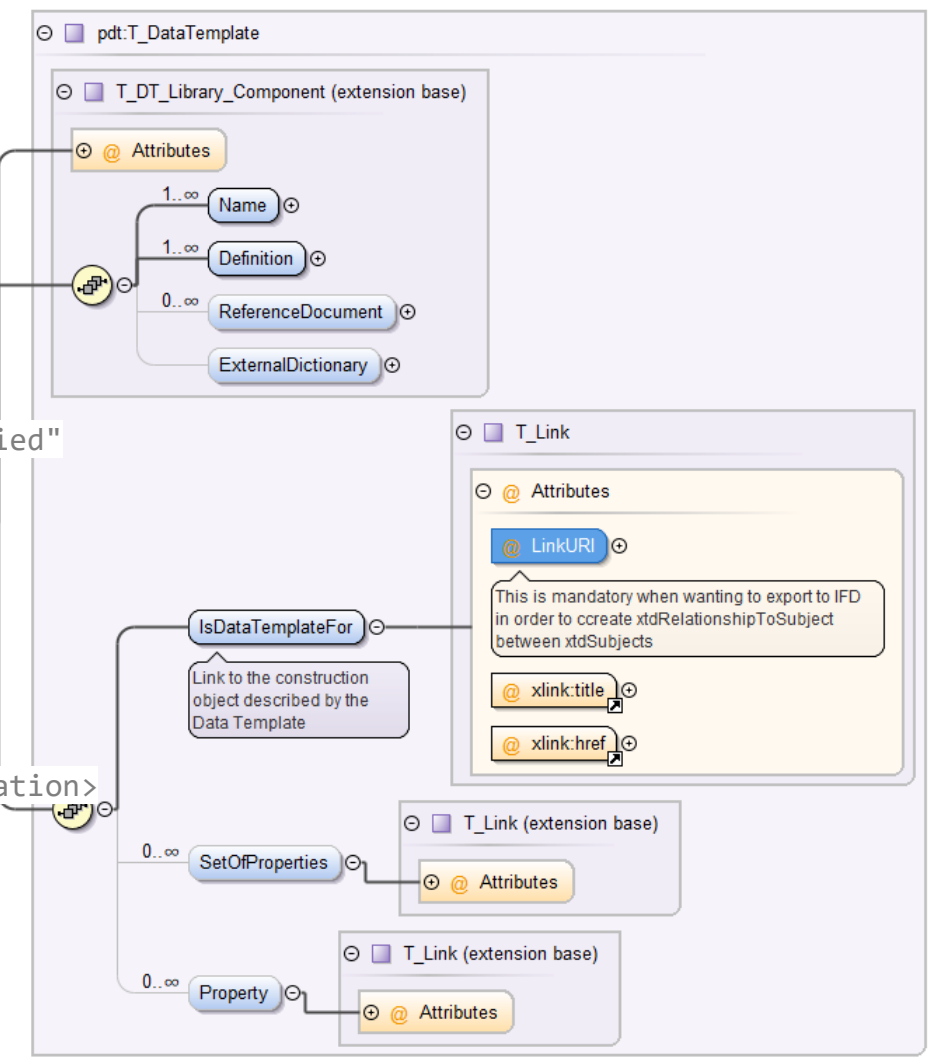 pdt:T_DataTemplate
T_DT_Library_Component (extension base)
@ Attributes
1..∞
Name
1..∞
Definition
0..∞
ReferenceDocument
ExternalDictionary
ied"
T_Link
@ Attributes
@ LinkURI
This is mandatory when wanting to export to IFD
in order to ccreate xtdRelationshipToSubject
between xtdSubjects
IsDataTemplateFor
Link to the construction
object described by the
Data Template
@ xlink:title
@ xlink:href
ation>
T_Link (extension base)
0..∞
SetOfProperties
@ Attributes
T_Link (extension base)
0..∞
Property
@ Attributes